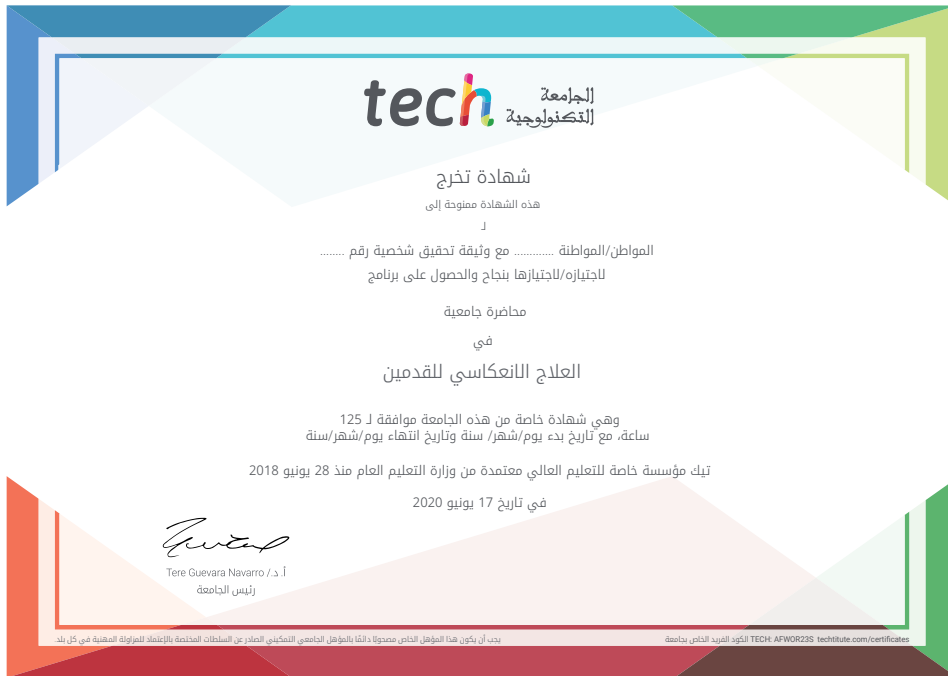 tech الجامعة
التكنولوجية
شهادة تخرج
هذه الشهادة ممنوحة إلى
لـ
المواطن/المواطنة ............ مع وثيقة تحقيق شخصية رقم ........
لاجتيازه/لاجتيازها بنجاح والحصول على برنامج
محاضرة جامعية
في
العلاج الانعكاسي للقدمين
وهي شهادة خاصة من هذه الجامعة موافقة لـ 125
ساعة، مع تاريخ بدء يوم/شهر/ سنة وتاريخ انتهاء يوم/شهر/سنة
تيك مؤسسة خاصة للتعليم العالي معتمدة من وزارة التعليم العام منذ 28 يونيو 2018
في تاريخ 17 يونيو 2020
أ. د./ Tere Guevara Navarro
رئيس الجامعة
يجب أن يكون هذا المؤهل الخاص مصحوبًا دائمًا بالمؤهل الجامعي التمكيني الصادر عن السلطات المختصة بالإعتماد للمزاولة المهنية في كل بلد.
الكود الفريد الخاص بجامعة TECH: AFWOR23S techtitute.com/certificates